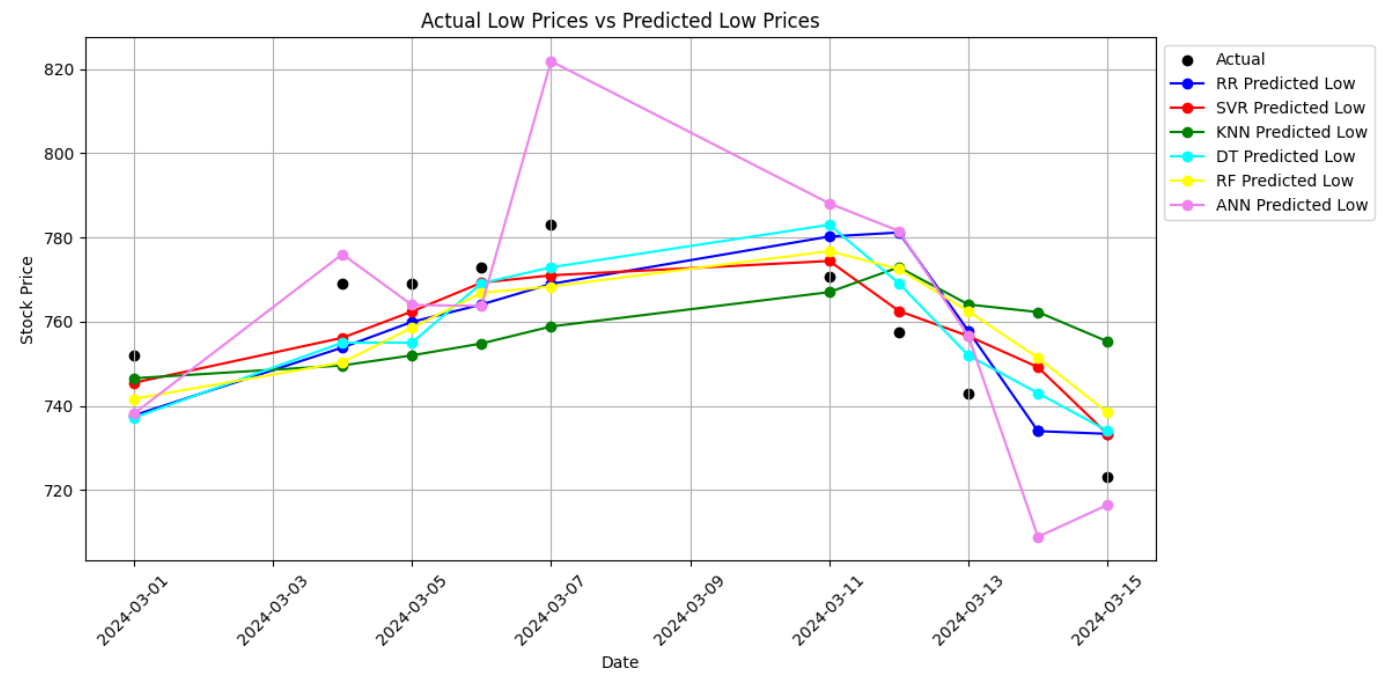 Actual Low Prices vs Predicted Low Prices
820
800
780
760
740
720
Stock Price
2024-03-01
2024-03-03
2024-03-05
2024-03-07
2024-03-09
2024-03-11
2024-03-13
2024-03-15
Date
Actual
RR Predicted Low
SVR Predicted Low
KNN Predicted Low
DT Predicted Low
RF Predicted Low
ANN Predicted Low